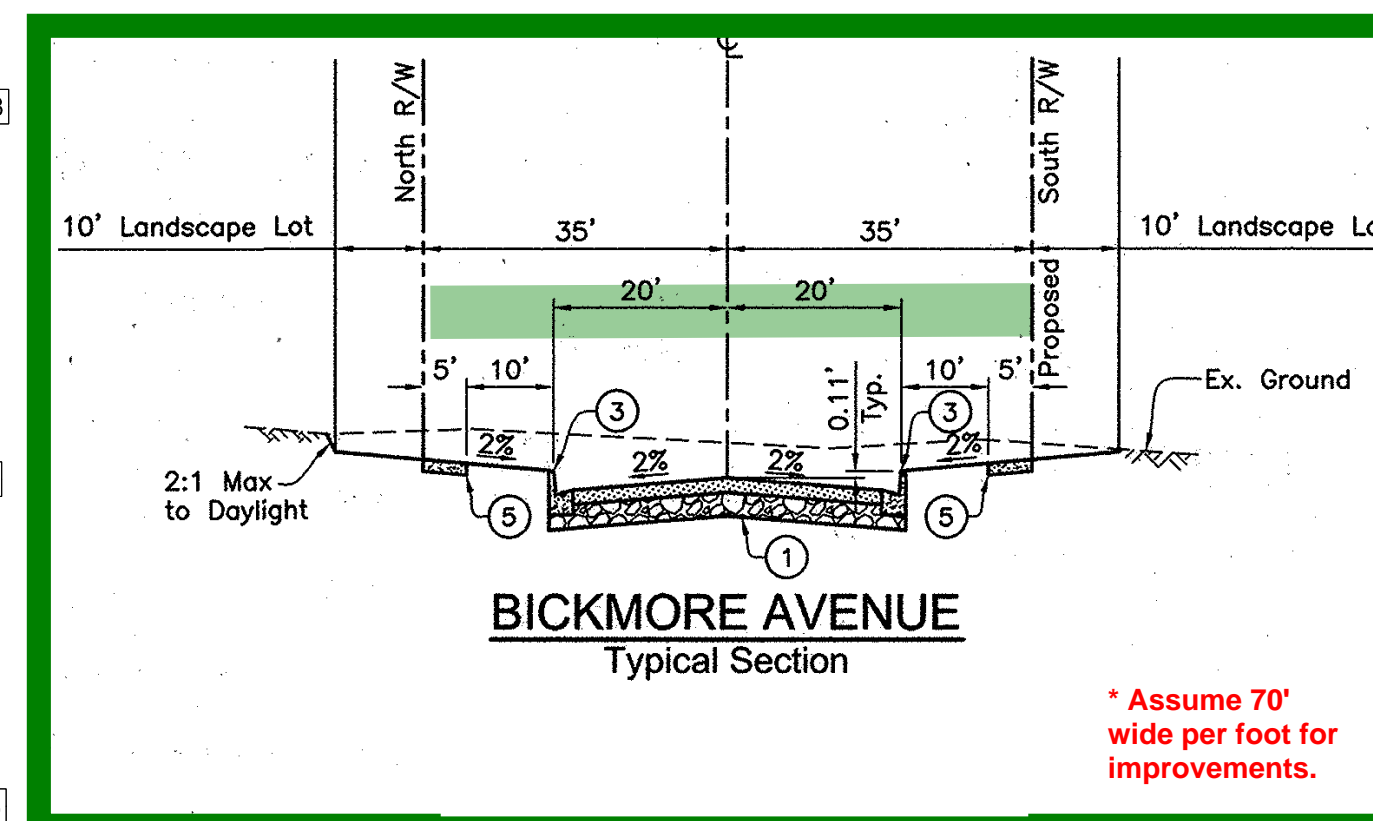 ℄
North R/W
South R/W
10' Landscape Lot
35'
35'
10' Landscape
20'
20'
Proposed
5'
10'
0.11'
Typ.
10'
5'
Ex. Ground
3
3
2%
2%
2%
2%
2:1 Max
to Daylight
5
5
1
BICKMORE AVENUE
Typical Section
* Assume 70'
wide per foot for
improvements.